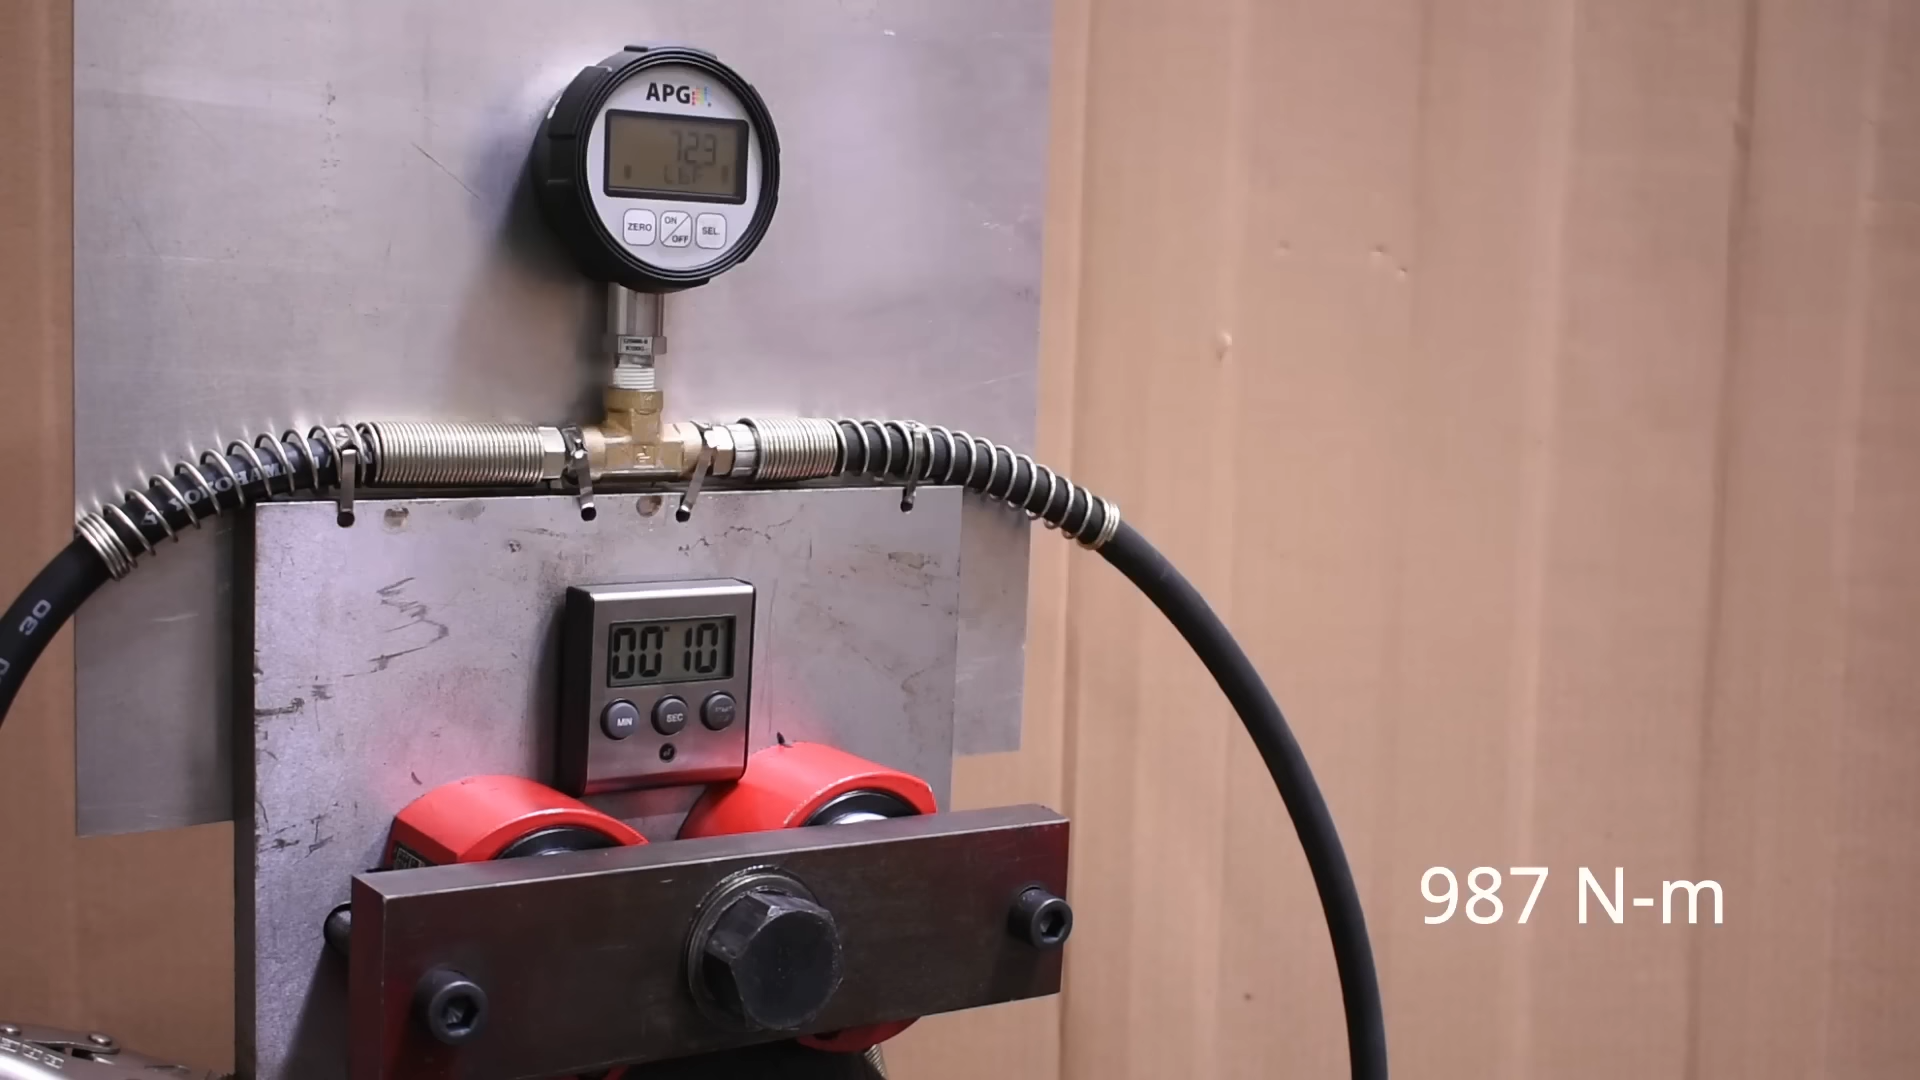 APG
723
LbF
ZERO
ON
OFF
SEL
YOKOHAMA
30
00 10
MIN
SEC
987 N-m